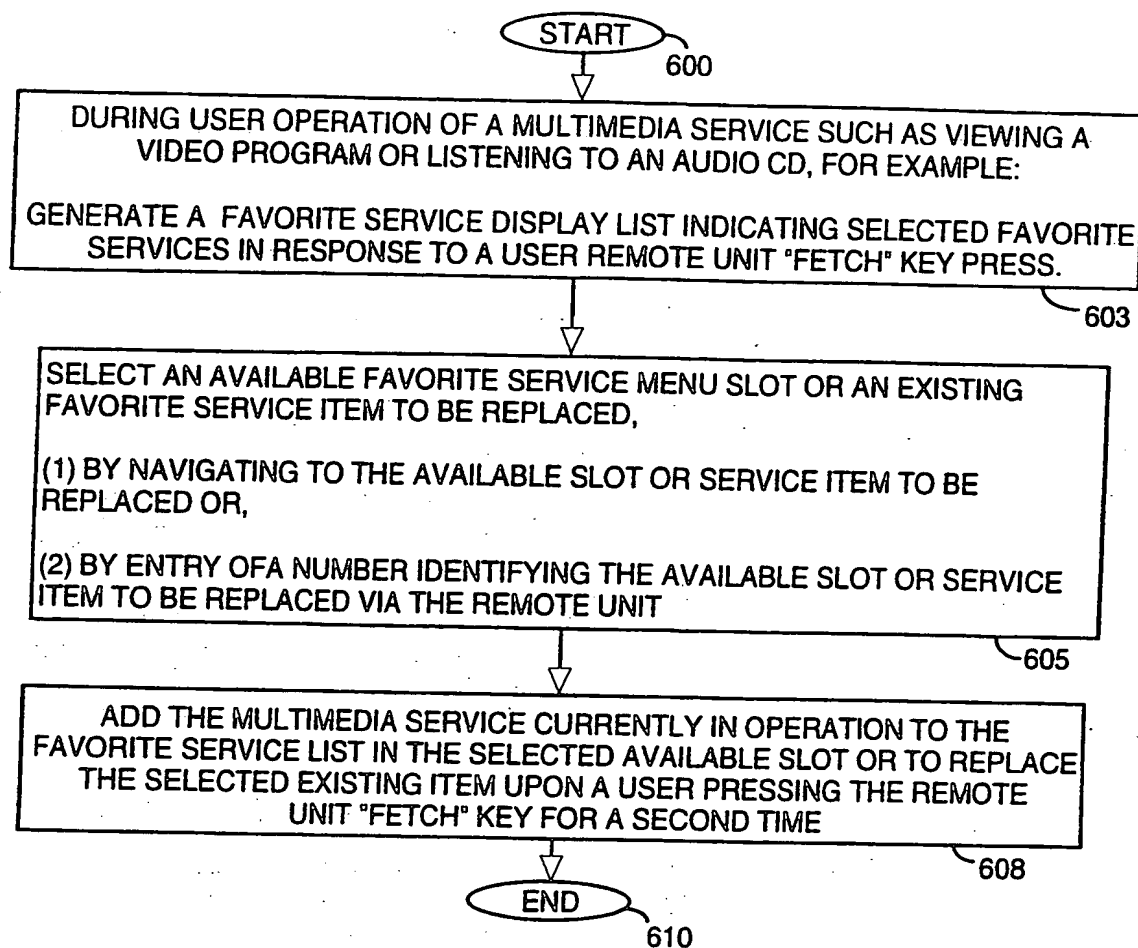 START
600
DURING USER OPERATION OF A MULTIMEDIA SERVICE SUCH AS VIEWING A
VIDEO PROGRAM OR LISTENING TO AN AUDIO CD, FOR EXAMPLE:
GENERATE A FAVORITE SERVICE DISPLAY LIST INDICATING SELECTED FAVORITE
SERVICES IN RESPONSE TO A USER REMOTE UNIT "FETCH" KEY PRESS.
603
SELECT AN AVAILABLE FAVORITE SERVICE MENU SLOT OR AN EXISTING
FAVORITE SERVICE ITEM TO BE REPLACED,
(1) BY NAVIGATING TO THE AVAILABLE SLOT OR SERVICE ITEM TO BE
REPLACED OR,
(2) BY ENTRY OFA NUMBER IDENTIFYING THE AVAILABLE SLOT OR SERVICE
ITEM TO BE REPLACED VIA THE REMOTE UNIT
605
ADD THE MULTIMEDIA SERVICE CURRENTLY IN OPERATION TO THE
FAVORITE SERVICE LIST IN THE SELECTED AVAILABLE SLOT OR TO REPLACE
THE SELECTED EXISTING ITEM UPON A USER PRESSING THE REMOTE
UNIT "FETCH" KEY FOR A SECOND TIME
608
END
610